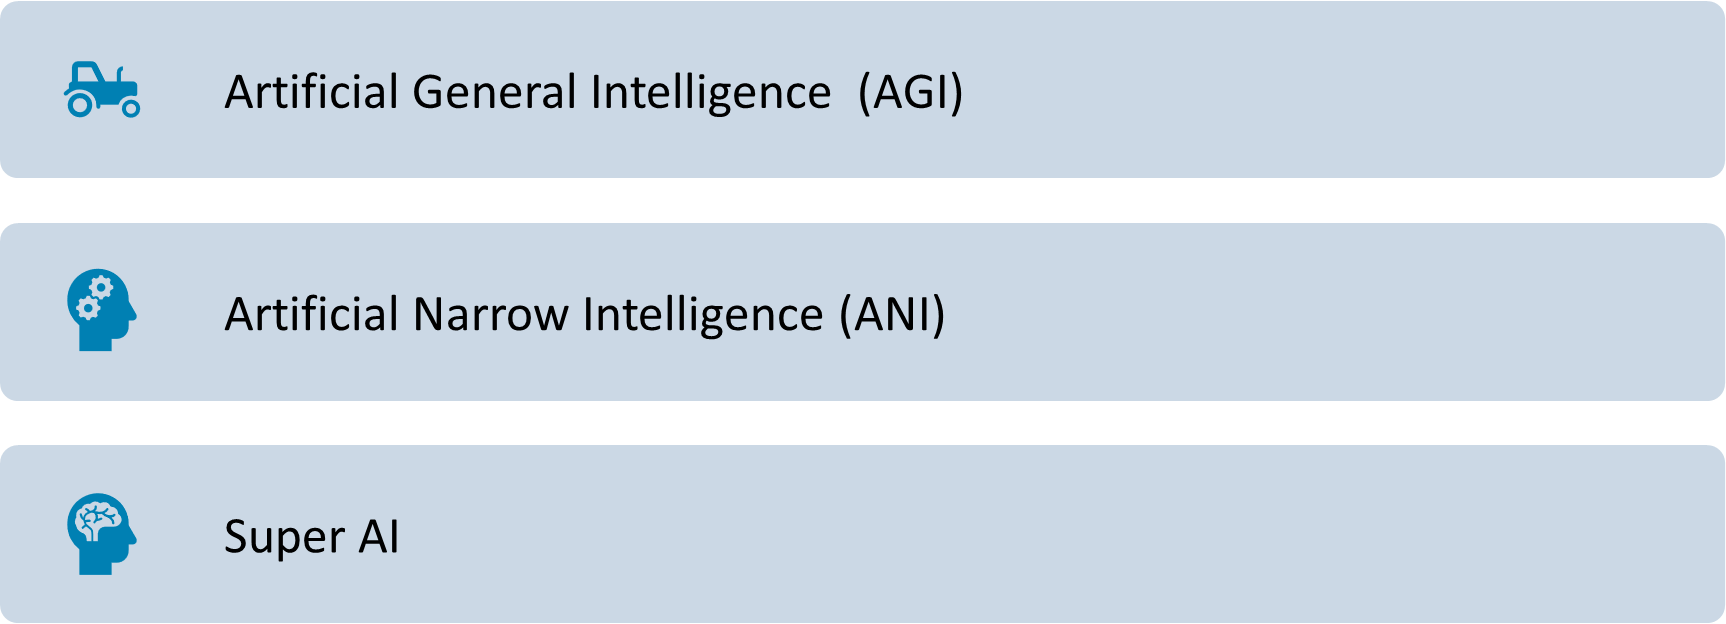 Artificial General Intelligence  (AGI)
Artificial Narrow Intelligence (ANI)
Super AI